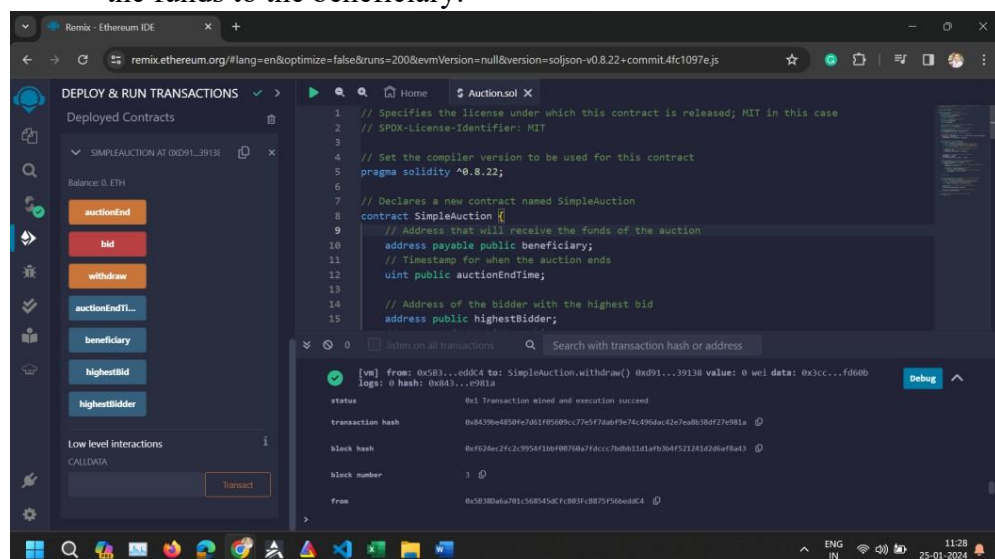 the funds to the beneficiary.
Remix - Ethereum IDE
remix.ethereum.org/#lang=en&optimize=false&runs=200&evmVersion=null&version=soljson-v0.8.22+commit.4fc1097e.js
DEPLOY & RUN TRANSACTIONS
Deployed Contracts
SIMPLEAUCTION AT 0XD91...3913
Balance: 0. ETH
auctionEnd
bid
withdraw
auctionEndTi...
beneficiary
highestBid
highestBidder
Low level interactions
i
CALLDATA
Transact
Home
Auction.sol
1 // Specifies the license under which this contract is released; MIT in this case
2 // SPDX-License-Identifier: MIT
3
4 // Set the compiler version to be used for this contract
5 pragma solidity ^0.8.22;
6
7 // Declares a new contract named SimpleAuction
8 contract SimpleAuction {
9 // Address that will receive the funds of the auction
10 address payable public beneficiary;
11 // Timestamp for when the auction ends
12 uint public auctionEndTime;
13
14 // Address of the bidder with the highest bid
15 address public highestBidder;
0
listen on all transactions
Search with transaction hash or address
[vm] from: 0x5B3...eddC4 to: SimpleAuction.withdraw() 0xd91...39138 value: 0 wei data: 0x3cc...fd60b
logs: 0 hash: 0x843...e981a
Debug
status 0x1 Transaction mined and execution succeed
transaction hash
block hash
block number 3
from 0x5B38Da6a701c568545dCfcB03FcB875f56beddC4
>
ENG
IN
11:28
25-01-2024